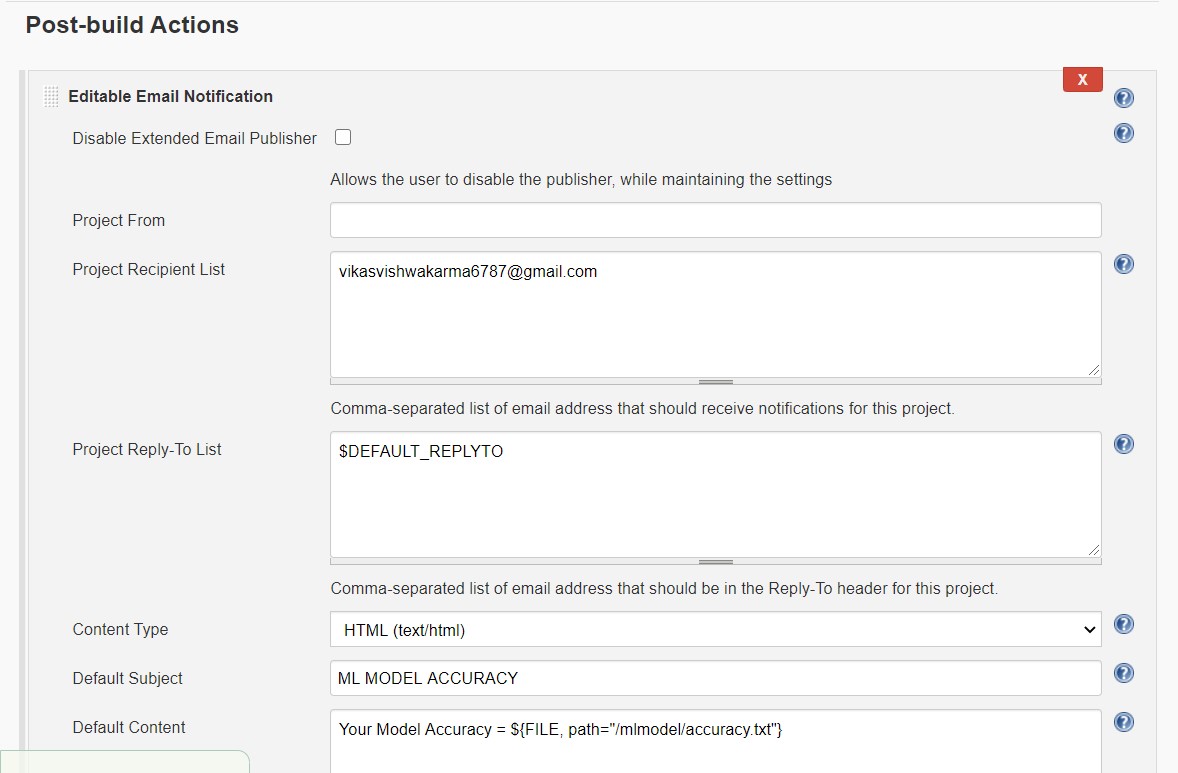 Post-build Actions
X
Editable Email Notification
?
Disable Extended Email Publisher
?
Allows the user to disable the publisher, while maintaining the settings
Project From
Project Recipient List
vikasvishwakarma6787@gmail.com
?
Comma-separated list of email address that should receive notifications for this project.
Project Reply-To List
$DEFAULT_REPLYTO
?
Comma-separated list of email address that should be in the Reply-To header for this project.
Content Type
HTML (text/html)
?
Default Subject
ML MODEL ACCURACY
?
Default Content
Your Model Accuracy = ${FILE, path="/mlmodel/accuracy.txt"}
?